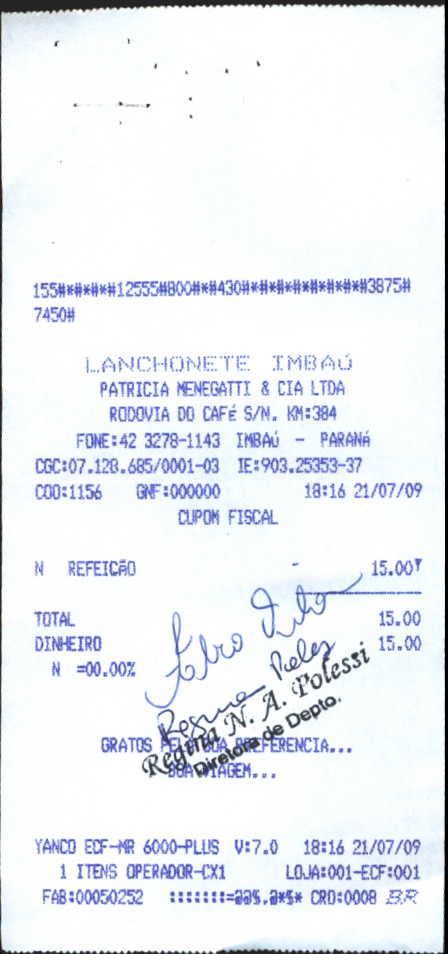 155#*#*#*#12555#800#*#430#*#*#*#*#*#*#*#*#3875#
7450#
LANCHONETE IMBAÚ
PATRICIA MENEGATTI & CIA LTDA
RODOVIA DO CAFé S/N. KM:384
FONE:42 3278-1143 IMBAÚ - PARANÁ
CGC:07.128.685/0001-03 IE:903.25353-37
COO:1156 GNF:000000 18:16 21/07/09
CUPOM FISCAL
N REFEIÇÃO 15.00T
TOTAL 15.00
DINHEIRO 15.00
N =00.00%
Regina N. A. Polessi
Diretora de Depto.
GRATOS PELA SUA PREFERENCIA...
BOA VIAGEM...
YANCO ECF-MR 6000-PLUS V:7.0 18:16 21/07/09
1 ITENS OPERADOR-CX1 LOJA:001-ECF:001
FAB:00050252 CRO:0008 BR